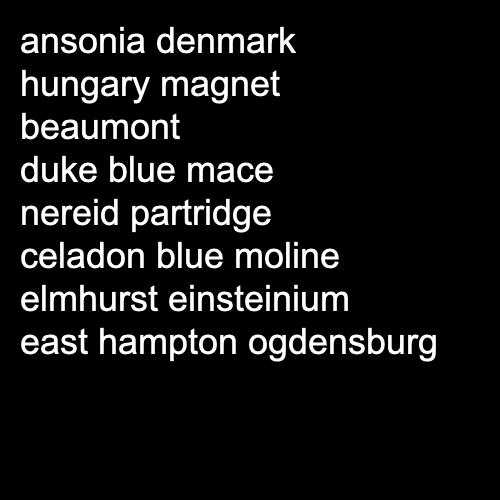 ansonia denmark
hungary magnet
beaumont
duke blue mace
nereid partridge
celadon blue moline
elmhurst einsteinium
east hampton ogdensburg